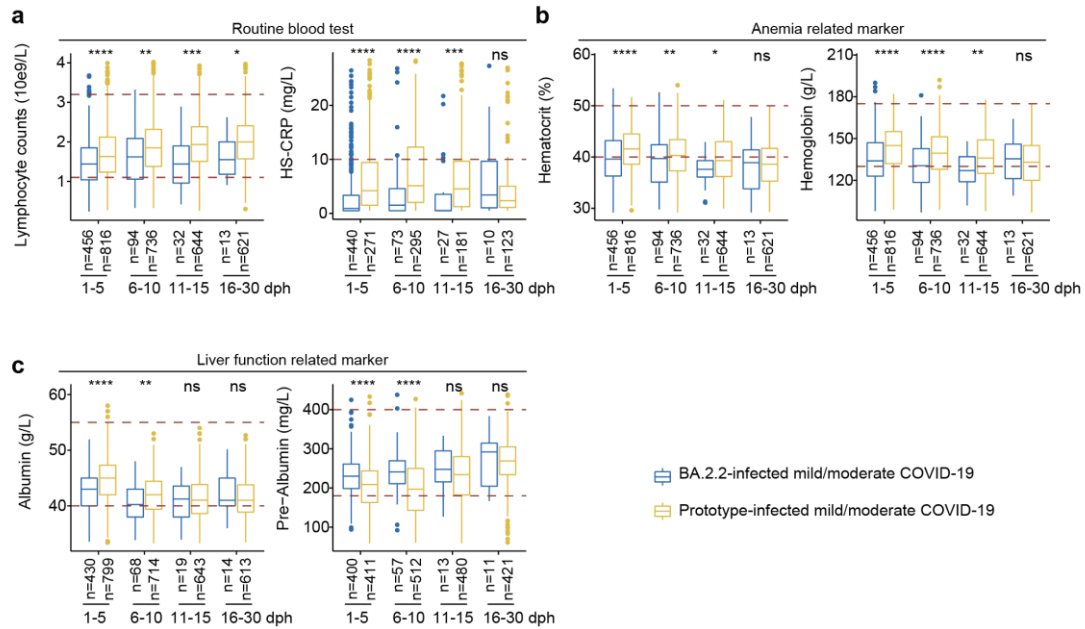 a
Routine blood test
Lymphocyte counts (10e9/L)
4
3
2
1
****
**
***
*
n=456
n=816
n=94
n=736
n=32
n=644
n=13
n=621
1-5
6-10
11-15
16-30 dph
HS-CRP (mg/L)
20
10
0
****
****
***
ns
n=440
n=271
n=73
n=295
n=27
n=181
n=10
n=123
1-5
6-10
11-15
16-30 dph
b
Anemia related marker
Hematocrit (%)
60
50
40
30
****
**
*
ns
n=456
n=816
n=94
n=736
n=32
n=644
n=13
n=621
1-5
6-10
11-15
16-30 dph
Hemoglobin (g/L)
210
180
150
120
****
****
**
ns
n=456
n=816
n=94
n=736
n=32
n=644
n=13
n=621
1-5
6-10
11-15
16-30 dph
c
Liver function related marker
Albumin (g/L)
60
50
40
****
**
ns
ns
n=430
n=799
n=68
n=714
n=19
n=643
n=14
n=613
1-5
6-10
11-15
16-30 dph
Pre−Albumin (mg/L)
400
300
200
100
****
****
ns
ns
n=400
n=411
n=57
n=512
n=13
n=480
n=11
n=421
1-5
6-10
11-15
16-30 dph
BA.2.2-infected mild/moderate COVID-19
Prototype-infected mild/moderate COVID-19